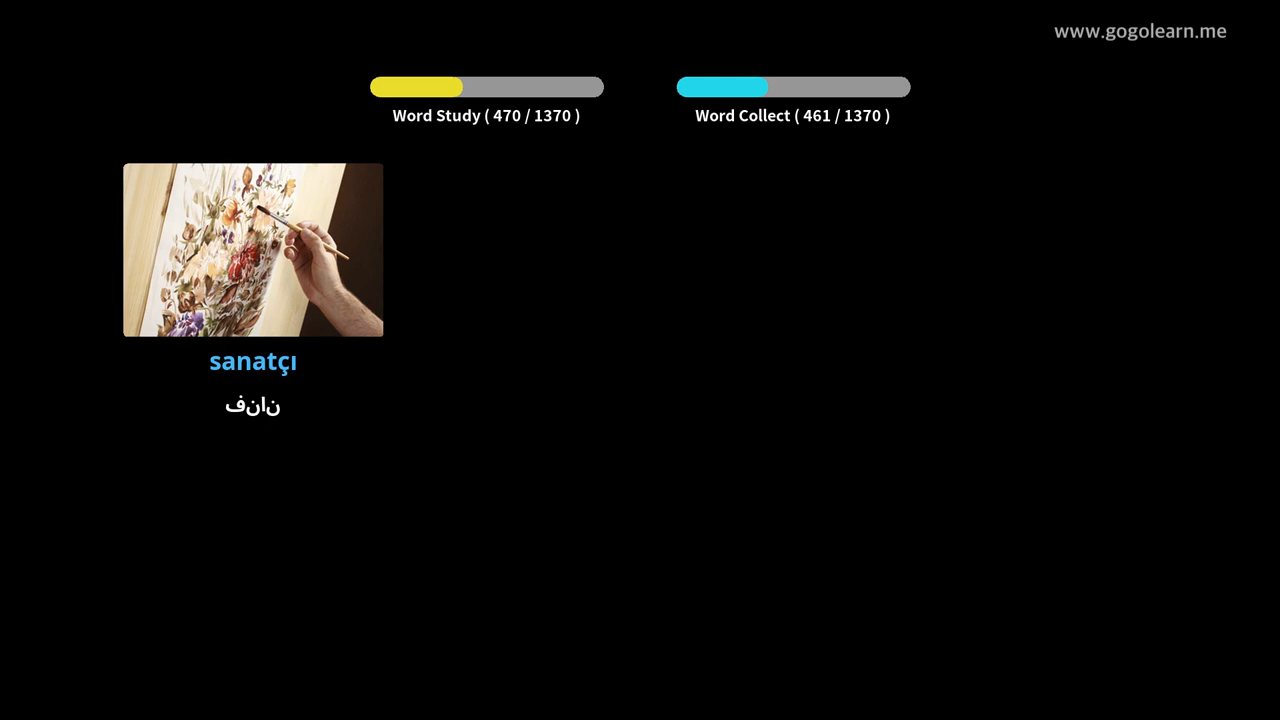 www.gogolearn.me
Word Study ( 470 / 1370 )
Word Collect ( 461 / 1370 )
sanatçı
فنان